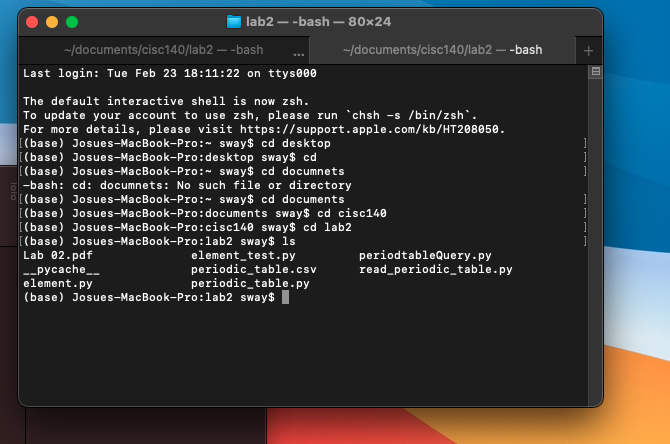 lab2 — -bash — 80×24
~/documents/cisc140/lab2 — -bash ... ~/documents/cisc140/lab2 — -bash +
Last login: Tue Feb 23 18:11:22 on ttys000
The default interactive shell is now zsh.
To update your account to use zsh, please run `chsh -s /bin/zsh`.
For more details, please visit https://support.apple.com/kb/HT208050.
[(base) Josues-MacBook-Pro:~ sway$ cd desktop ]
[(base) Josues-MacBook-Pro:desktop sway$ cd ]
[(base) Josues-MacBook-Pro:~ sway$ cd documnets ]
-bash: cd: documnets: No such file or directory
[(base) Josues-MacBook-Pro:~ sway$ cd documents ]
[(base) Josues-MacBook-Pro:documents sway$ cd cisc140 ]
[(base) Josues-MacBook-Pro:cisc140 sway$ cd lab2 ]
[(base) Josues-MacBook-Pro:lab2 sway$ ls ]
Lab 02.pdf element_test.py periodtableQuery.py
__pycache__ periodic_table.csv read_periodic_table.py
element.py periodic_table.py
(base) Josues-MacBook-Pro:lab2 sway$